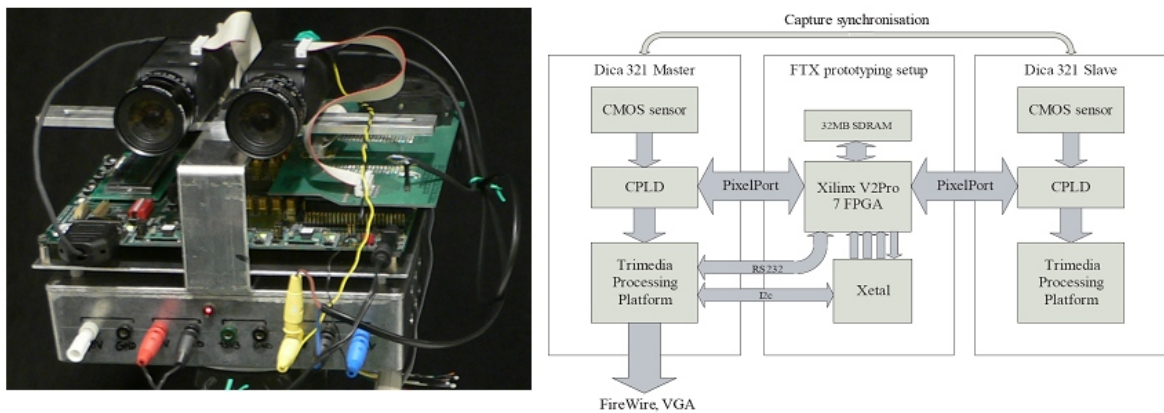 Capture synchronisation
Dica 321 Master
FTX prototyping setup
Dica 321 Slave
CMOS sensor
32MB SDRAM
CMOS sensor
CPLD
PixelPort
Xilinx V2Pro
7 FPGA
PixelPort
CPLD
Trimedia
Processing
Platform
RS232
I2c
Xetal
Trimedia
Processing
Platform
FireWire, VGA